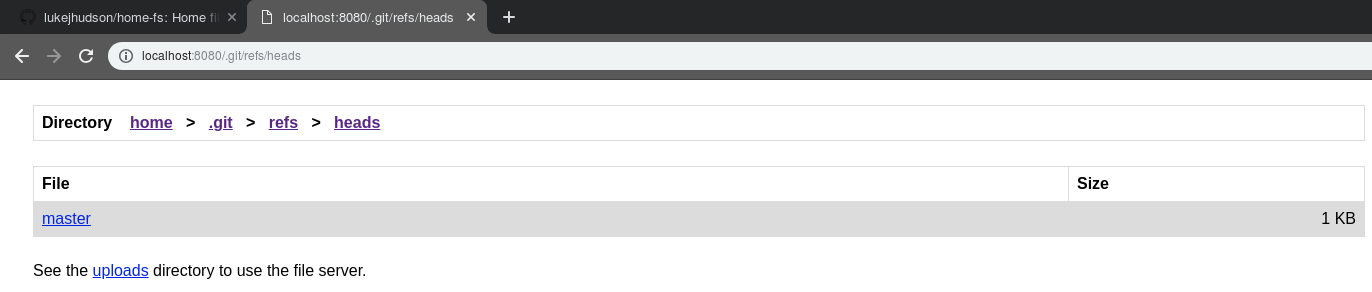 lukejhudson/home-fs: Home fil
localhost:8080/.git/refs/heads
localhost:8080/.git/refs/heads
Directory home > .git > refs > heads
File Size
master 1 KB
See the uploads directory to use the file server.